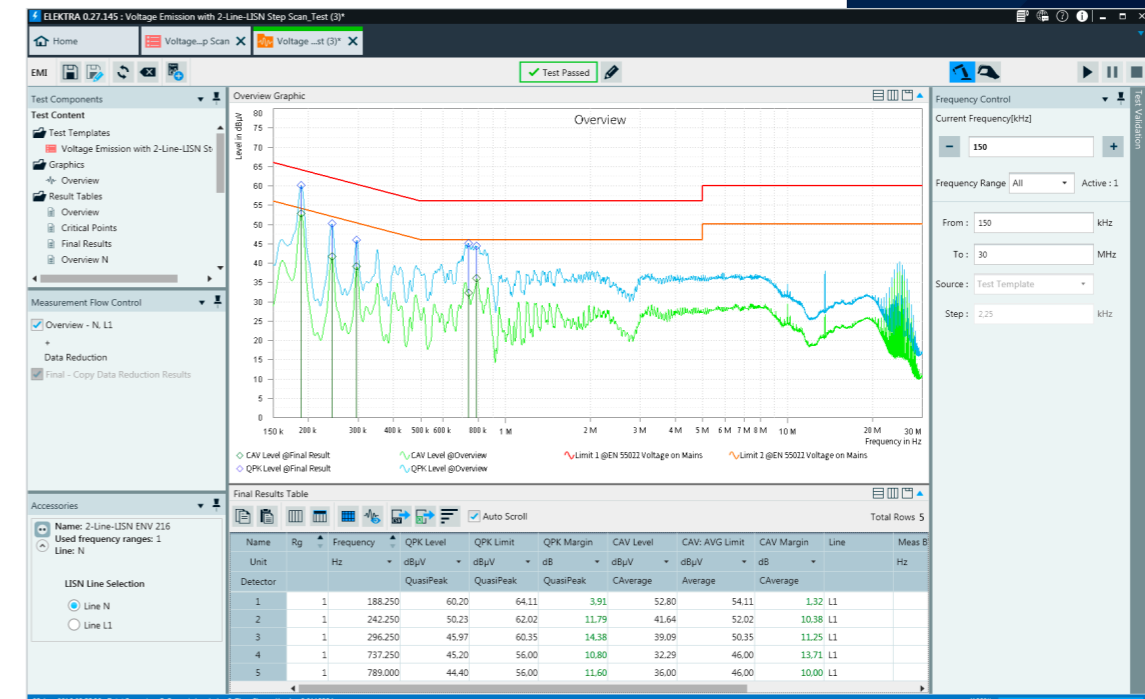 ELEKTRA 0.27.145 : Voltage Emission with 2-Line-LISN Step Scan_Test (3)*
Home
Voltage...p Scan
Voltage ...st (3)*
EMI
Test Passed
Test Components
Test Content
Test Templates
Voltage Emission with 2-Line-LISN St
Graphics
Overview
Result Tables
Overview
Critical Points
Final Results
Overview N
Measurement Flow Control
Overview - N, L1
+
Data Reduction
Final - Copy Data Reduction Results
Accessories
Name: 2-Line-LISN ENV 216
Used frequency ranges: 1
Line: N
LISN Line Selection
Line N
Line L1
Overview Graphic
Overview
Level in dBµV
80
75
70
65
60
55
50
45
40
35
30
25
20
15
10
5
0
150 k 200 k 300 k 400 k 500 k 600 k 800 k 1 M 2 M 3 M 4 M 5 M 6 M 7 M 8 M 10 M 20 M 30 M
Frequency in Hz
CAV Level @Final Result CAV Level @Overview Limit 1 @EN 55022 Voltage on Mains Limit 2 @EN 55022 Voltage on Mains
QPK Level @Final Result QPK Level @Overview
Final Results Table
Auto Scroll
Total Rows 5
Name Rg Frequency QPK Level QPK Limit QPK Margin CAV Level CAV: AVG Limit CAV Margin Line Meas B
Unit Hz dBµV dBµV dB dBµV dBµV dB Hz
Detector QuasiPeak QuasiPeak QuasiPeak CAverage Average CAverage
1 1 188.250 60.20 64.11 3,91 52.80 54.11 1,32 L1
2 1 242.250 50.23 62.02 11,79 41.64 52.02 10,38 L1
3 1 296.250 45.97 60.35 14,38 39.09 50.35 11,25 L1
4 1 737.250 45.20 56.00 10,80 32.29 46,00 13,71 L1
5 1 789.000 44.40 56.00 11,60 36.00 46,00 10,00 L1
Frequency Control
Current Frequency[kHz]
150
Frequency Range All Active : 1
From : 150 kHz
To : 30 MHz
Source : Test Template
Step : 2,25 kHz
Test Validation